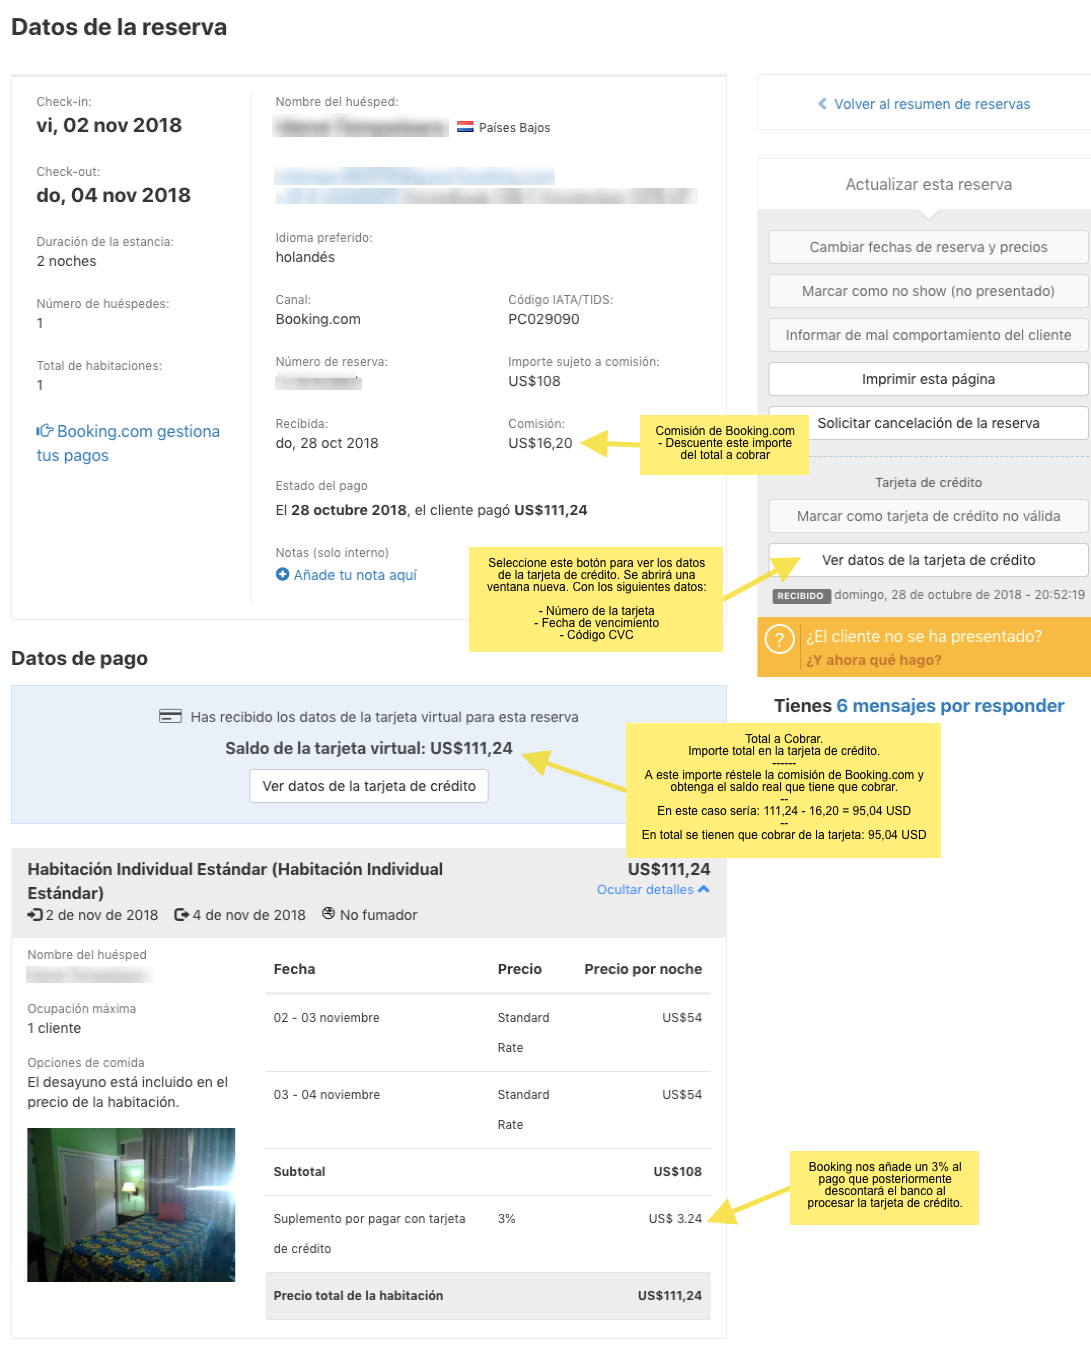 Datos de la reserva
Check-in:
vi, 02 nov 2018
Check-out:
do, 04 nov 2018
Duración de la estancia:
2 noches
Número de huéspedes:
1
Total de habitaciones:
1
Booking.com gestiona
tus pagos
Nombre del huésped:
Países Bajos
Idioma preferido:
holandés
Canal:
Booking.com
Código IATA/TIDS:
PC029090
Número de reserva:
Importe sujeto a comisión:
US$108
Recibida:
do, 28 oct 2018
Comisión:
US$16,20
Estado del pago
El 28 octubre 2018, el cliente pagó US$111,24
Notas (solo interno)
Añade tu nota aquí
Comisión de Booking.com
- Descuente este importe
del total a cobrar
Seleccione este botón para ver los datos
de la tarjeta de crédito. Se abrirá una
ventana nueva. Con los siguientes datos:
- Número de la tarjeta
- Fecha de vencimiento
- Código CVC
Volver al resumen de reservas
Actualizar esta reserva
Cambiar fechas de reserva y precios
Marcar como no show (no presentado)
Informar de mal comportamiento del cliente
Imprimir esta página
Solicitar cancelación de la reserva
Tarjeta de crédito
Marcar como tarjeta de crédito no válida
Ver datos de la tarjeta de crédito
RECIBIDO domingo, 28 de octubre de 2018 - 20:52:19
¿El cliente no se ha presentado?
¿Y ahora qué hago?
Tienes 6 mensajes por responder
Datos de pago
Has recibido los datos de la tarjeta virtual para esta reserva
Saldo de la tarjeta virtual: US$111,24
Ver datos de la tarjeta de crédito
Total a Cobrar.
Importe total en la tarjeta de crédito.
------
A este importe réstele la comisión de Booking.com y
obtenga el saldo real que tiene que cobrar.
--
En este caso sería: 111,24 - 16,20 = 95,04 USD
--
En total se tienen que cobrar de la tarjeta: 95,04 USD
Habitación Individual Estándar (Habitación Individual
Estándar)
US$111,24
Ocultar detalles
2 de nov de 2018 4 de nov de 2018 No fumador
Nombre del huésped
Ocupación máxima
1 cliente
Opciones de comida
El desayuno está incluido en el
precio de la habitación.
Fecha Precio Precio por noche
02 - 03 noviembre Standard US$54
Rate
03 - 04 noviembre Standard US$54
Rate
Subtotal US$108
Suplemento por pagar con tarjeta 3% US$ 3.24
de crédito
Precio total de la habitación US$111,24
Booking nos añade un 3% al
pago que posteriormente
descontará el banco al
procesar la tarjeta de crédito.